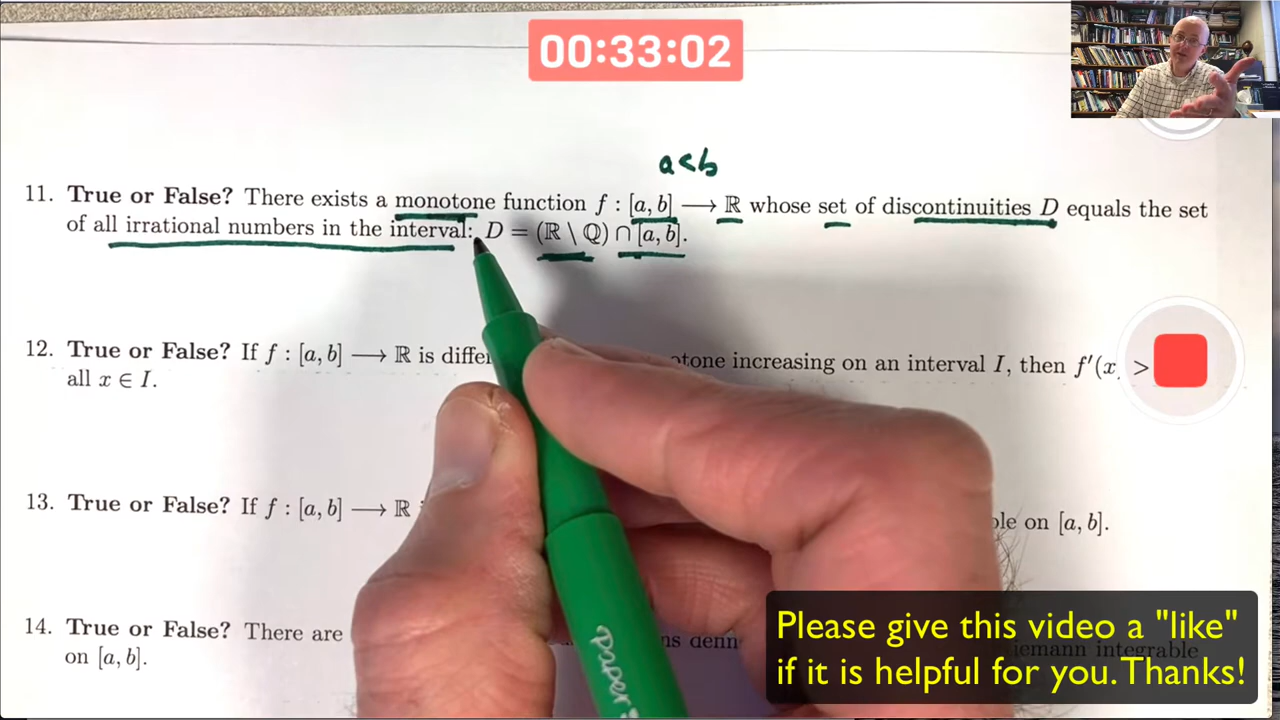 00:33:02
a<b
11. True or False? There exists a monotone function f : [a, b] ⟶ ℝ whose set of discontinuities D equals the set
of all irrational numbers in the interval: D = (ℝ \ ℚ) ∩ [a, b].
12. True or False? If f : [a, b] ⟶ ℝ is increasing on an interval I, then f′(x >
all x ∈ I.
13. True or False? If f : [a, b] ⟶ ℝ on [a, b].
14. True or False? There are
on [a, b].
paper
Please give this video a "like"
if it is helpful for you. Thanks!